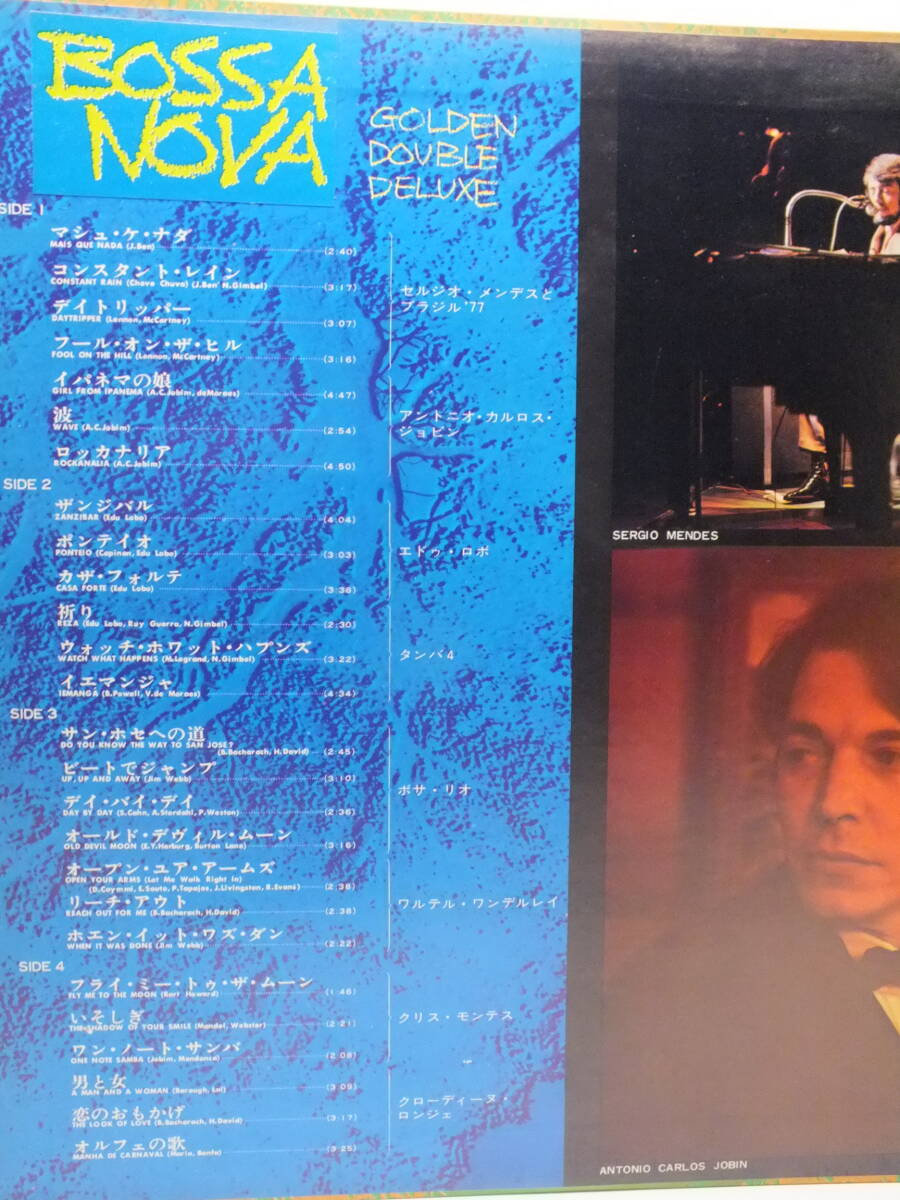 BOSSA
NOVA
GOLDEN
DOUBLE
DELUXE
SIDE 1
マシュ・ケ・ナダ
MAIS QUE NADA (J.Ben) (2:40)
コンスタント・レイン
CONSTANT RAIN (Chove Chuva) (J.Ben N.Gimbel) (3:17)
デイトリッパー
DAYTRIPPER (Lennon, McCartney) (3:07)
フール・オン・ザ・ヒル
FOOL ON THE HILL (Lennon, McCartney) (3:16)
セルジオ・メンデスと
ブラジル'77
イパネマの娘
GIRL FROM IPANEMA (A.C.Jobim, deMoraes) (4:47)
波
WAVE (A.C.Jobim) (2:54)
ロッカナリア
ROCKANALIA (A.C.Jobim) (4:50)
アントニオ・カルロス・
ジョビン
SIDE 2
ザンジバル
ZANZIBAR (Edu Lobo) (4:04)
ポンテイオ
PONTEIO (Capinan, Edu Lobo) (3:03)
カザ・フォルテ
CASA FORTE (Edu Lobo) (3:36)
エドゥ・ロボ
祈り
REZA (Edu Lobo, Ruy Guerra, N.Gimbel) (2:30)
ウォッチ・ホワット・ハプンズ
WATCH WHAT HAPPENS (M.Legrand, N.Gimbel) (3:22)
イエマンジャ
IEMANGA (B.Powell, V.de Moraes) (4:34)
タンバ4
SIDE 3
サン・ホセへの道
DO YOU KNOW THE WAY TO SAN JOSE?
(B.Bacharach, H.David) (2:45)
ビートでジャンプ
UP, UP AND AWAY (Jim Webb) (3:10)
デイ・バイ・デイ
DAY BY DAY (S.Cahn, A.Stordahl, P.Weston) (2:36)
オールド・デヴィル・ムーン
OLD DEVIL MOON (E.Y.Harburg, Burton Lane) (3:16)
ボサ・リオ
オープン・ユア・アームズ
OPEN YOUR ARMS (Let Me Walk Right In)
(D.Caymmi, E.Souto, P.Tapajos, J.Livingston, R.Evans) (2:38)
リーチ・アウト
REACH OUT FOR ME (B.Bacharach, H.David) (2:38)
ホエン・イット・ワズ・ダン
WHEN IT WAS DONE (Jim Webb) (2:22)
ワルテル・ワンデルレイ
SIDE 4
フライ・ミー・トゥ・ザ・ムーン
FLY ME TO THE MOON (Bart Howard) (1:46)
いそしぎ
THE SHADOW OF YOUR SMILE (Mandel, Webster) (2:21)
ワン・ノート・サンバ
ONE NOTE SAMBA (Jobim, Mendonca) (2:08)
クリス・モンテス
男と女
A MAN AND A WOMAN (Barough, Lai) (3:09)
恋のおもかげ
THE LOOK OF LOVE (B.Bacharach, H.David) (3:17)
オルフェの歌
MANHA DE CARNAVAL (Maria, Bonfa) (3:25)
クローディーヌ・
ロンジェ
SERGIO MENDES
ANTONIO CARLOS JOBIN